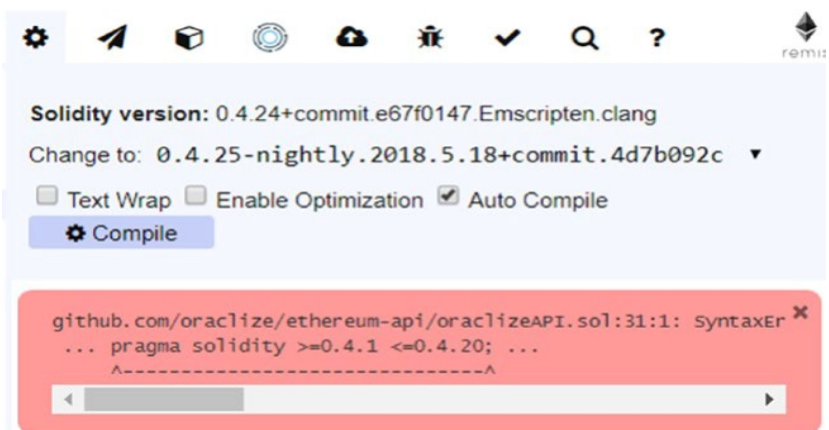 ?
remix
Solidity version: 0.4.24+commit.e67f0147.Emscripten.clang
Change to: 0.4.25-nightly.2018.5.18+commit.4d7b092c
Text Wrap Enable Optimization Auto Compile
Compile
github.com/oraclize/ethereum-api/oraclizeAPI.sol:31:1: SyntaxEr
... pragma solidity >=0.4.1 <=0.4.20; ...
^-------------------------------^